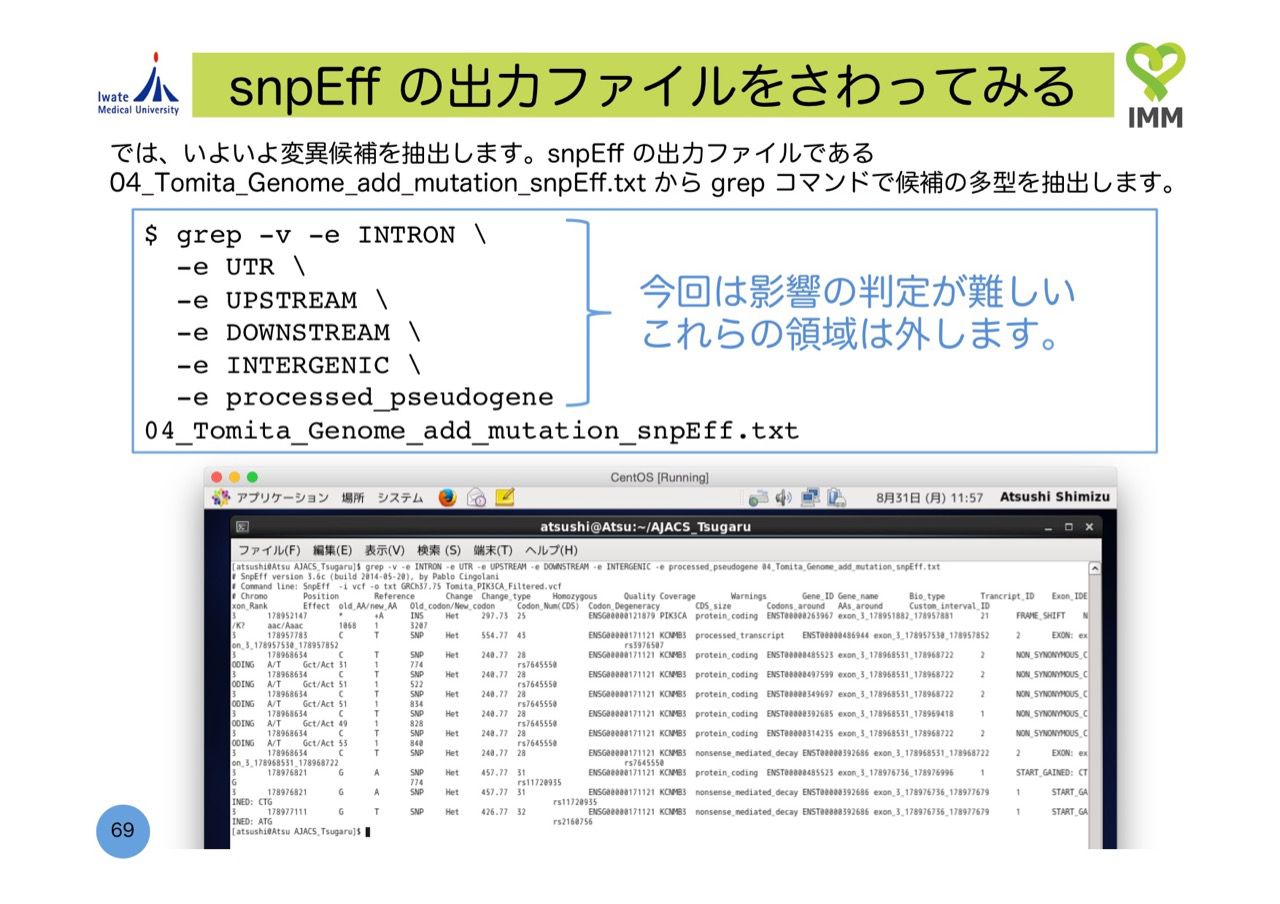 Iwate
Medical University
snpEff の出力ファイルをさわってみる
IMM
では、いよいよ変異候補を抽出します。snpEff の出力ファイルである
04_Tomita_Genome_add_mutation_snpEff.txt から grep コマンドで候補の多型を抽出します。
$ grep -v -e INTRON \
-e UTR \
-e UPSTREAM \
-e DOWNSTREAM \
-e INTERGENIC \
-e processed_pseudogene
04_Tomita_Genome_add_mutation_snpEff.txt
今回は影響の判定が難しい
これらの領域は外します。
CentOS [Running]
アプリケーション 場所 システム 8月31日 (月) 11:57 Atsushi Shimizu
atsushi@Atsu:~/AJACS_Tsugaru
ファイル(F) 編集(E) 表示(V) 検索 (S) 端末(T) ヘルプ(H)
[atsushi@Atsu AJACS_Tsugaru]$ grep -v -e INTRON -e UTR -e UPSTREAM -e DOWNSTREAM -e INTERGENIC -e processed_pseudogene 04_Tomita_Genome_add_mutation_snpEff.txt
# SnpEff version 3.6c (build 2014-05-20), by Pablo Cingolani
# Command line: SnpEff -i vcf -o txt GRCh37.75 Tomita_PIK3CA_Filtered.vcf
# Chromo Position Reference Change Change_type Homozygous Quality Coverage Warnings Gene_ID Gene_name Bio_type Trancript_ID Exon_IDE
xon_Rank Effect old_AA/new_AA Old_codon/New_codon Codon_Num(CDS) Codon_Degeneracy CDS_size Codons_around AAs_around Custom_interval_ID
3 178952147 * +A INS Het 297.73 25 ENSG00000121879 PIK3CA protein_coding ENST00000263967 exon_3_178951882_178957881 21 FRAME_SHIFT N
/K? aac/Aaac 1068 1 3207
3 178957783 C T SNP Het 554.77 43 ENSG00000171121 KCNMB3 processed_transcript ENST00000486944 exon_3_178957530_178957852 2 EXON: ex
on_3_178957530_178957852 rs3976507
3 178968634 C T SNP Het 240.77 28 ENSG00000171121 KCNMB3 protein_coding ENST00000485523 exon_3_178968531_178968722 2 NON_SYNONYMOUS_C
ODING A/T Gct/Act 31 1 774 rs7645550
3 178968634 C T SNP Het 240.77 28 ENSG00000171121 KCNMB3 protein_coding ENST00000497599 exon_3_178968531_178968722 2 NON_SYNONYMOUS_C
ODING A/T Gct/Act 51 1 522 rs7645550
3 178968634 C T SNP Het 240.77 28 ENSG00000171121 KCNMB3 protein_coding ENST00000349697 exon_3_178968531_178968722 2 NON_SYNONYMOUS_C
ODING A/T Gct/Act 51 1 834 rs7645550
3 178968634 C T SNP Het 240.77 28 ENSG00000171121 KCNMB3 protein_coding ENST00000392685 exon_3_178968531_178969418 1 NON_SYNONYMOUS_C
ODING A/T Gct/Act 49 1 828 rs7645550
3 178968634 C T SNP Het 240.77 28 ENSG00000171121 KCNMB3 protein_coding ENST00000314235 exon_3_178968531_178968722 2 NON_SYNONYMOUS_C
ODING A/T Gct/Act 53 1 840 rs7645550
3 178968634 C T SNP Het 240.77 28 ENSG00000171121 KCNMB3 nonsense_mediated_decay ENST00000392686 exon_3_178968531_178968722 2 EXON: ex
on_3_178968531_178968722 rs7645550
3 178976821 G A SNP Het 457.77 31 ENSG00000171121 KCNMB3 protein_coding ENST00000485523 exon_3_178976736_178976996 1 START_GAINED: CT
G 774 rs11720935
3 178976821 G A SNP Het 457.77 31 ENSG00000171121 KCNMB3 nonsense_mediated_decay ENST00000392686 exon_3_178976736_178977679 1 START_GA
INED: CTG rs11720935
3 178977111 G T SNP Het 426.77 32 ENSG00000171121 KCNMB3 nonsense_mediated_decay ENST00000392686 exon_3_178976736_178977679 1 START_GA
INED: ATG rs2160756
[atsushi@Atsu AJACS_Tsugaru]$
69